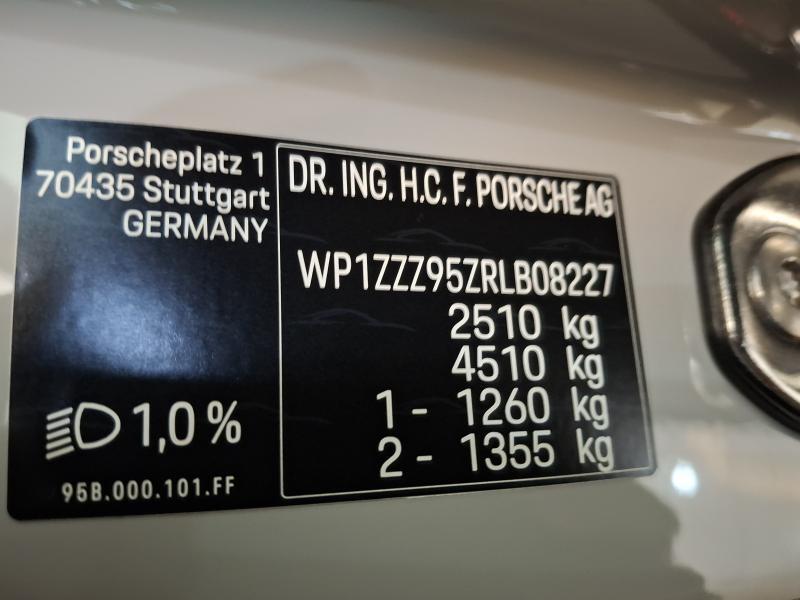 Porscheplatz 1
70435 Stuttgart
GERMANY
1,0 %
95B.000.101.FF
DR. ING. H.C. F. PORSCHE AG
WP1ZZZ95ZRLB08227
2510 kg
4510 kg
1 - 1260 kg
2 - 1355 kg